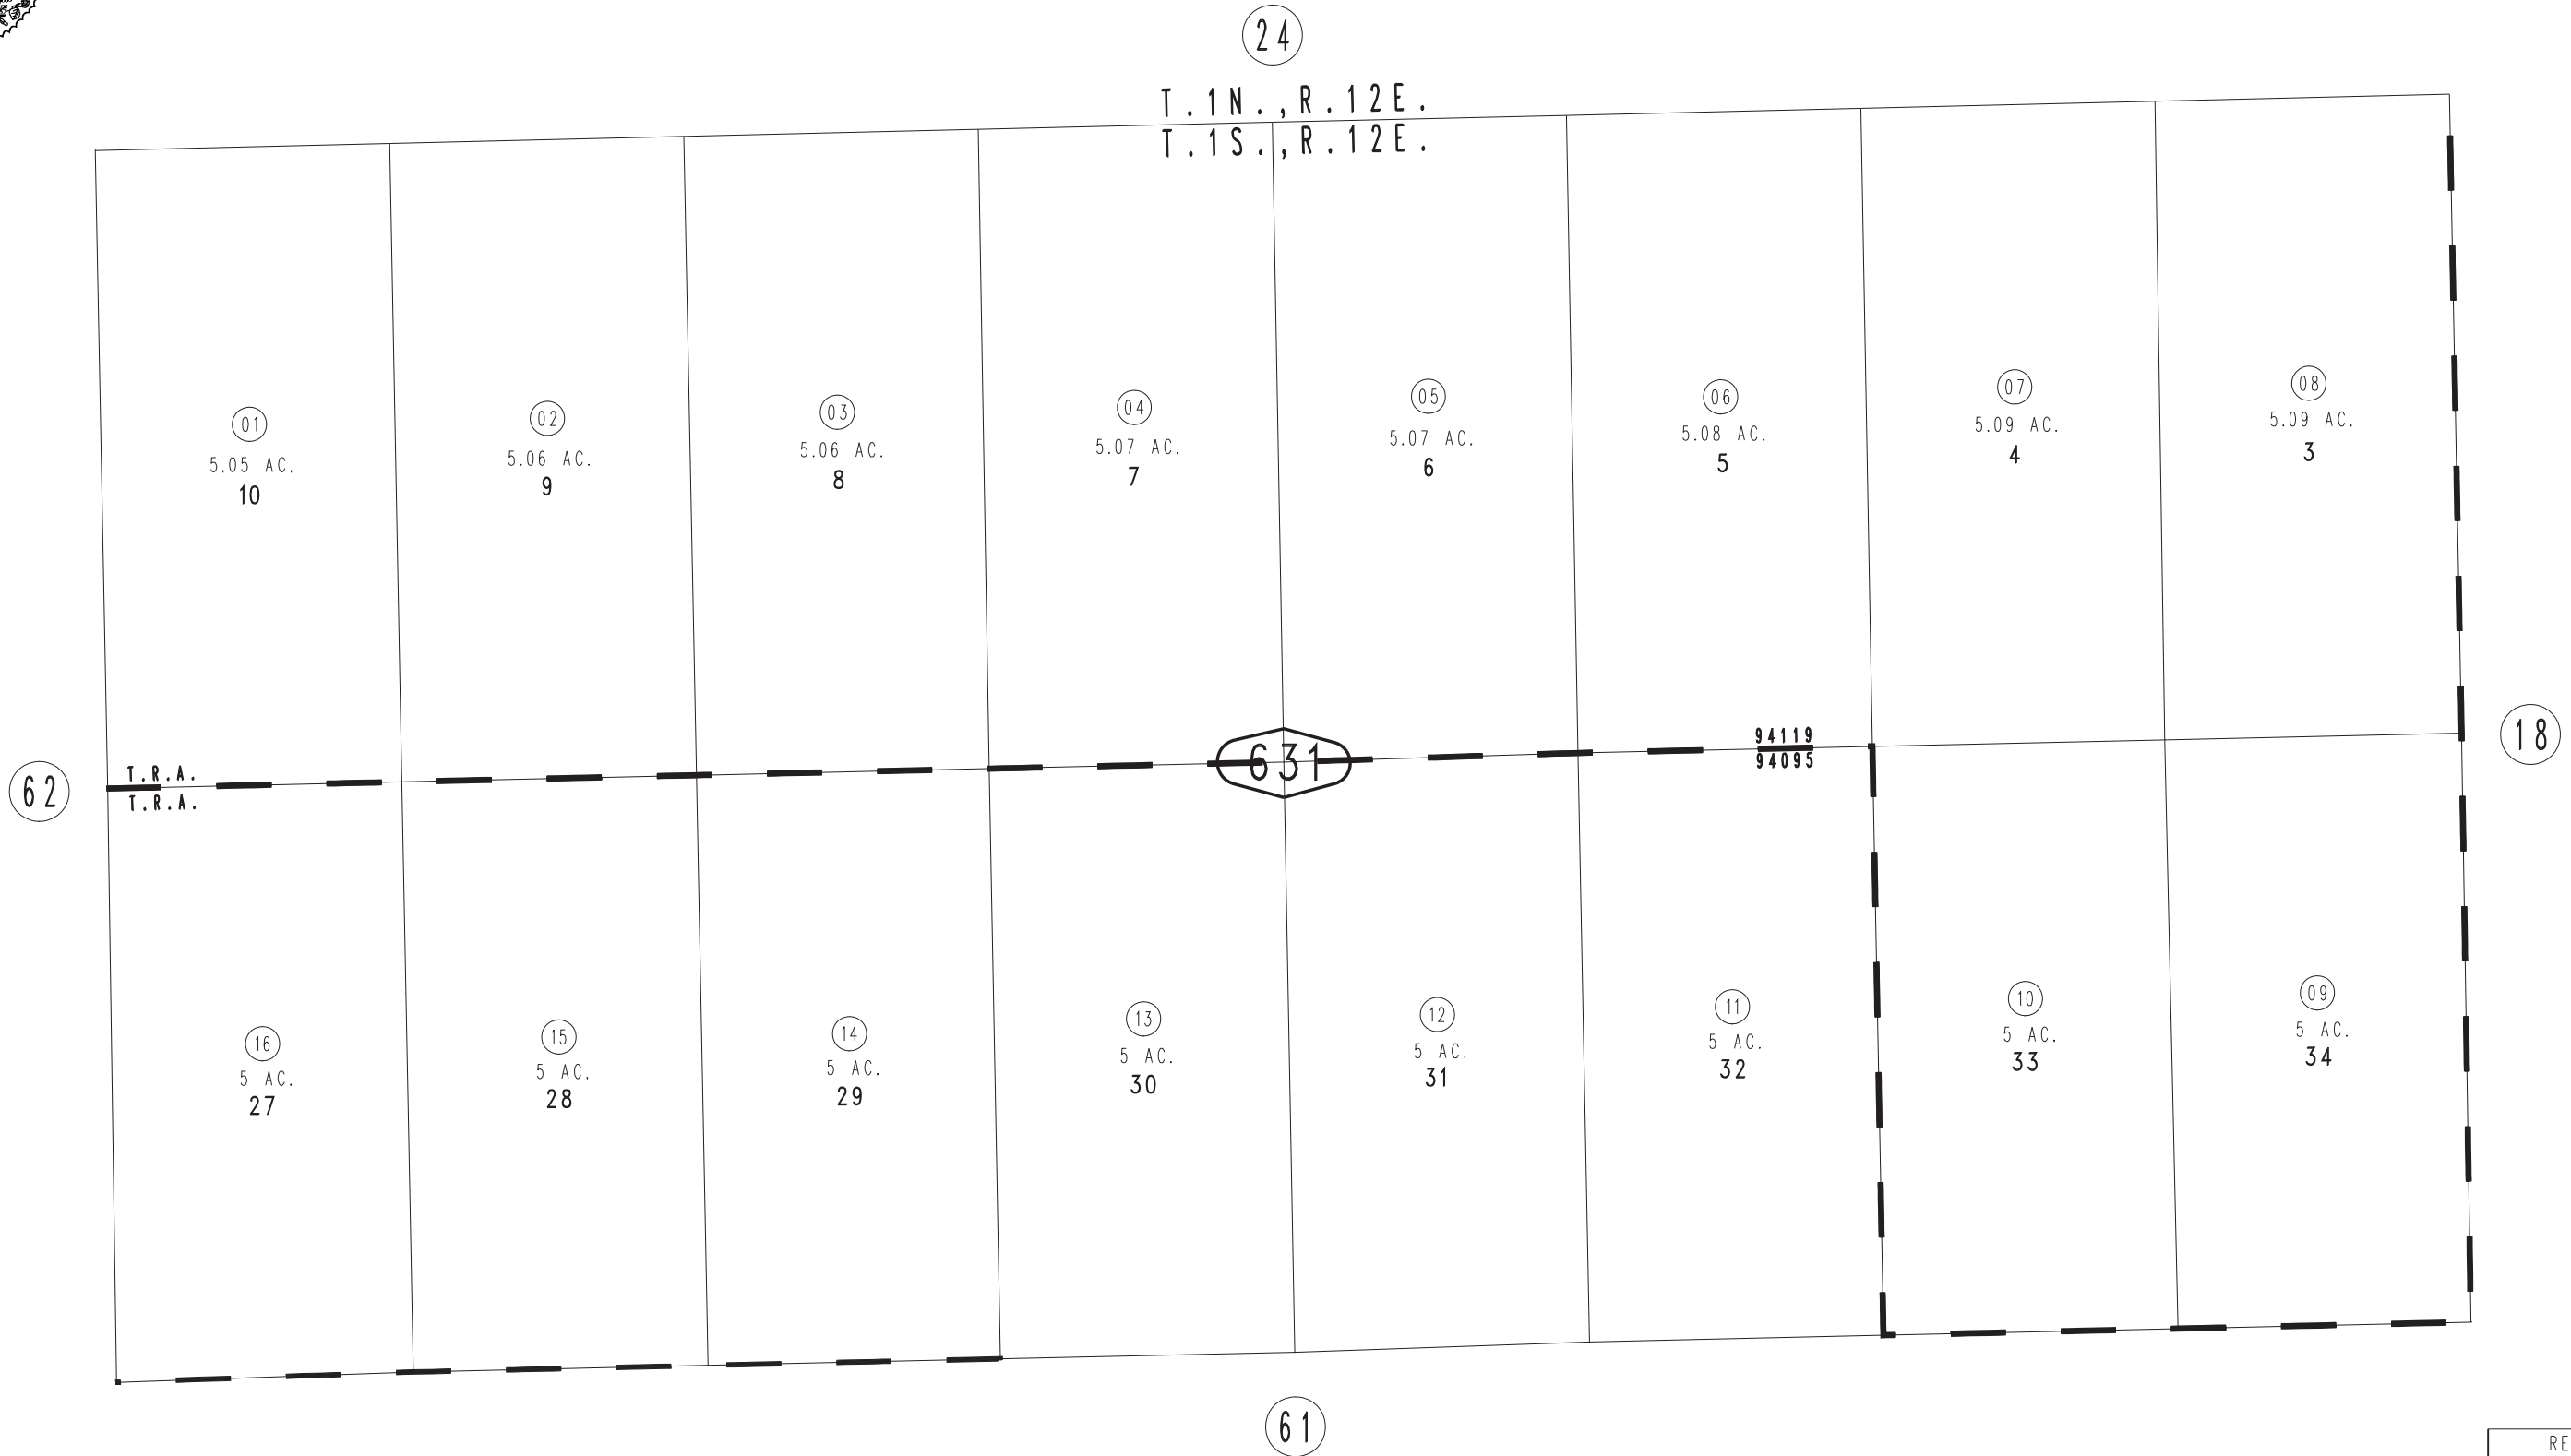 24
T.1N.,R.12E.
T.1S.,R.12E.
01
5.05 AC.
10
02
5.06 AC.
9
03
5.06 AC.
8
04
5.07 AC.
7
05
5.07 AC.
6
06
5.08 AC.
5
07
5.09 AC.
4
08
5.09 AC.
3
62
T.R.A.
T.R.A.
631
94119
94095
18
16
5 AC.
27
15
5 AC.
28
14
5 AC.
29
13
5 AC.
30
12
5 AC.
31
11
5 AC.
32
10
5 AC.
33
09
5 AC.
34
61
RE